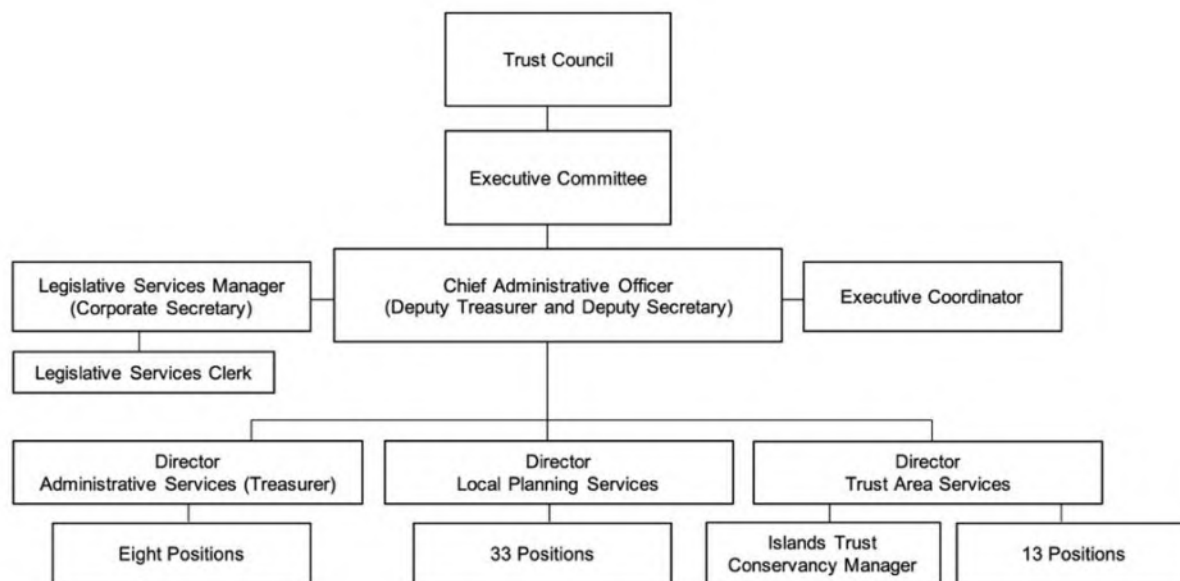 Trust Council
Executive Committee
Legislative Services Manager
(Corporate Secretary)
Chief Administrative Officer
(Deputy Treasurer and Deputy Secretary)
Executive Coordinator
Legislative Services Clerk
Director
Administrative Services (Treasurer)
Director
Local Planning Services
Director
Trust Area Services
Eight Positions
33 Positions
Islands Trust
Conservancy Manager
13 Positions